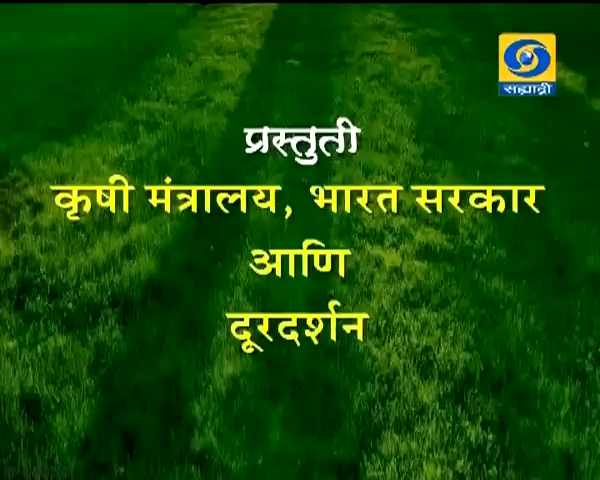 सह्याद्री
प्रस्तुती
कृषी मंत्रालय, भारत सरकार
आणि
दूरदर्शन